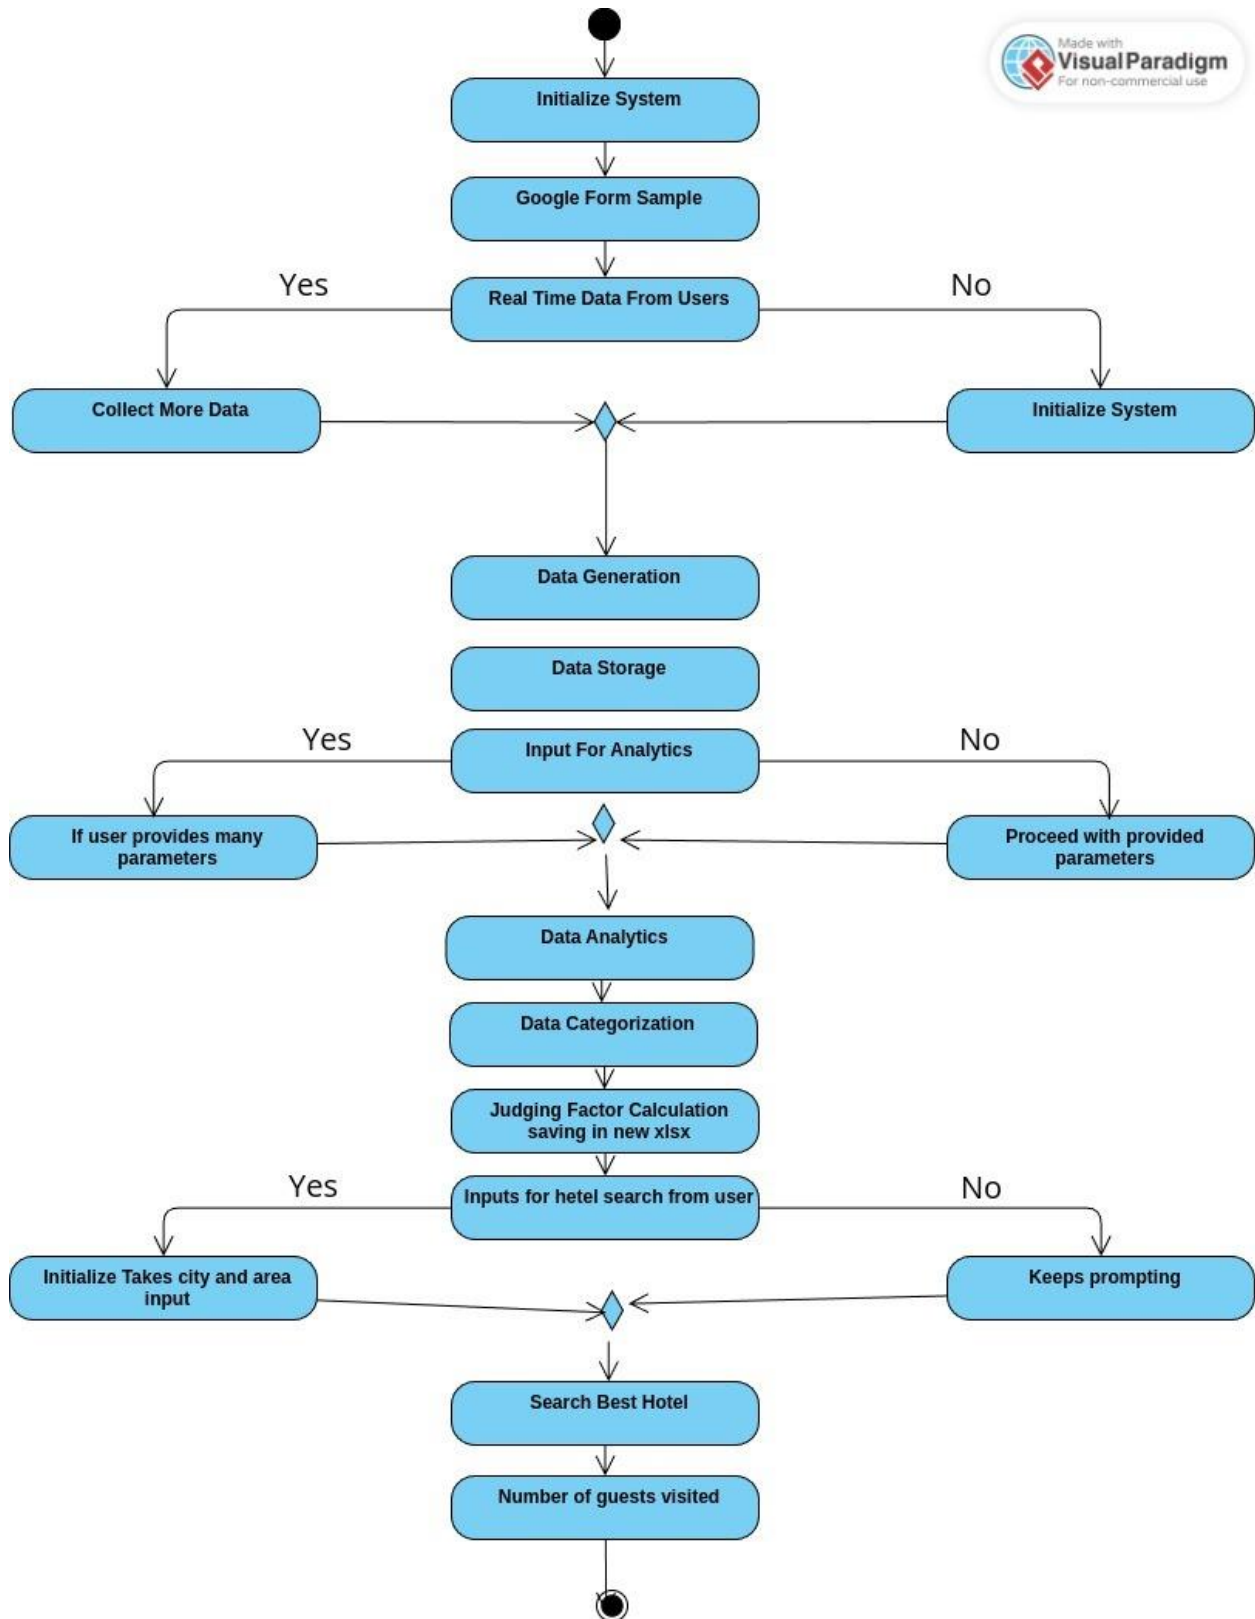 Made with
Visual Paradigm
For non-commercial use
Initialize System
Google Form Sample
Yes
Real Time Data From Users
No
Collect More Data
Initialize System
Data Generation
Data Storage
Yes
Input For Analytics
No
If user provides many
parameters
Proceed with provided
parameters
Data Analytics
Data Categorization
Judging Factor Calculation
saving in new xlsx
Yes
Inputs for hetel search from user
No
Initialize Takes city and area
input
Keeps prompting
Search Best Hotel
Number of guests visited